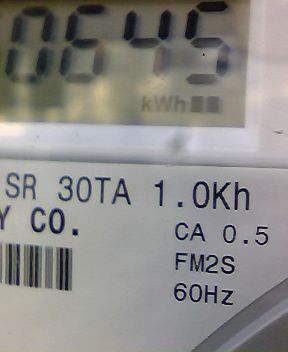 0645
kWh
SR 30TA 1.0Kh
Y CO.
CA 0.5
FM2S
60Hz